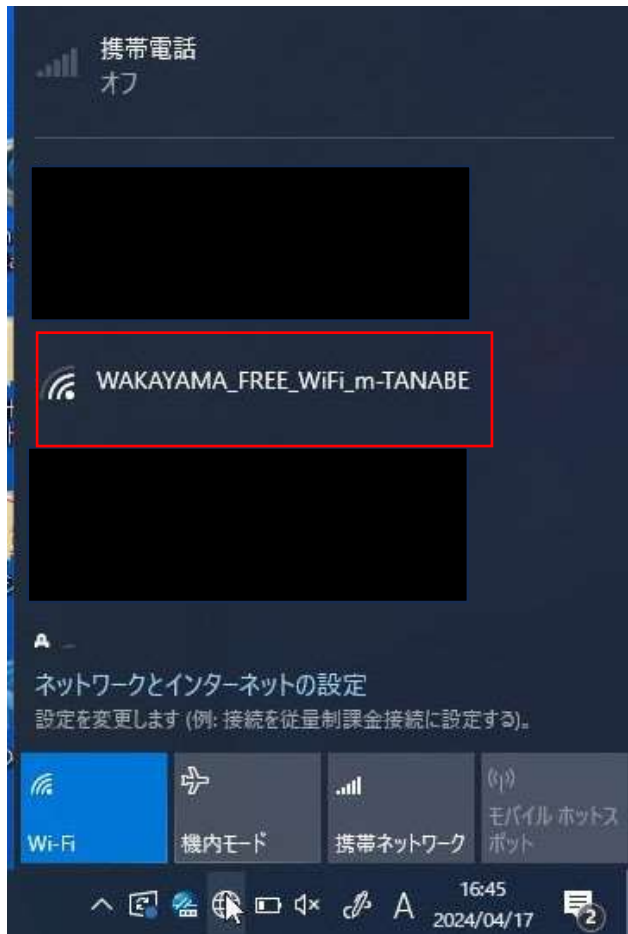 携帯電話
オフ
WAKAYAMA_FREE_WiFi_m-TANABE
A
ネットワークとインターネットの設定
設定を変更します (例: 接続を従量制課金接続に設定する)。
Wi-Fi
機内モード
携帯ネットワーク
モバイル ホットス
ポット
A
16:45
2024/04/17
2